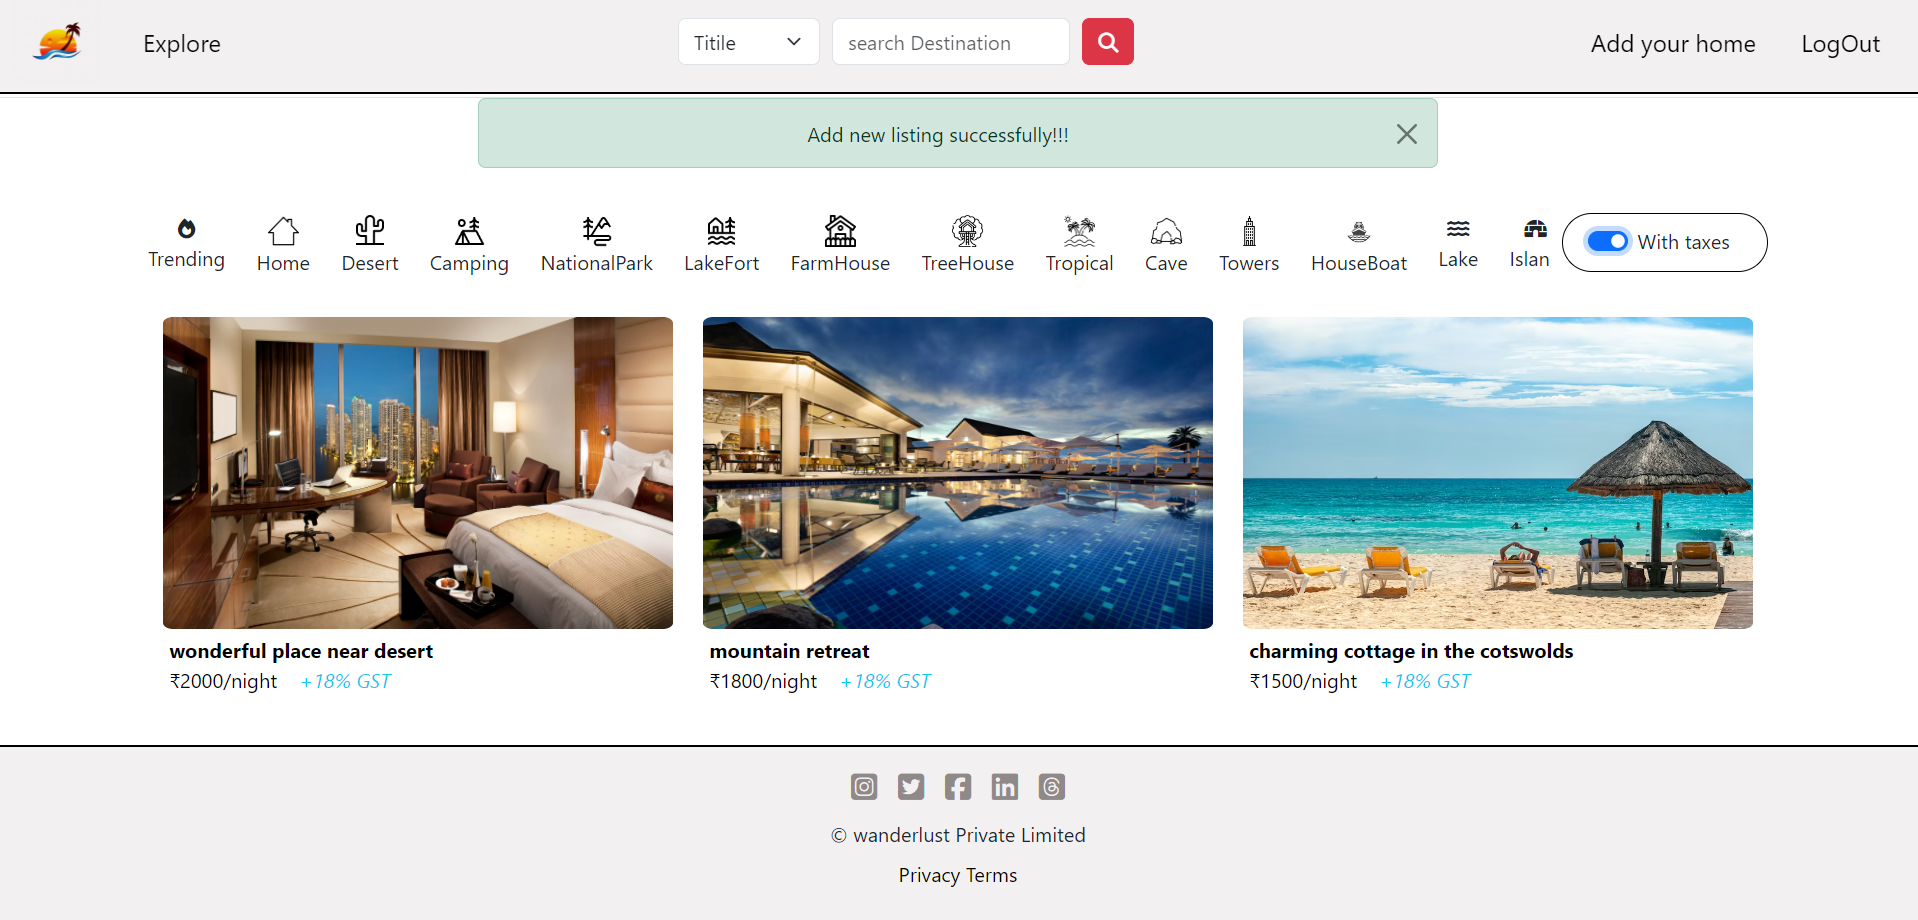 Explore
Titile
search Destination
Add your home
LogOut
Add new listing successfully!!!
Trending
Home
Desert
Camping
NationalPark
LakeFort
FarmHouse
TreeHouse
Tropical
Cave
Towers
HouseBoat
Lake
Islan
With taxes
wonderful place near desert
₹2000/night +18% GST
mountain retreat
₹1800/night +18% GST
charming cottage in the cotswolds
₹1500/night +18% GST
© wanderlust Private Limited
Privacy Terms